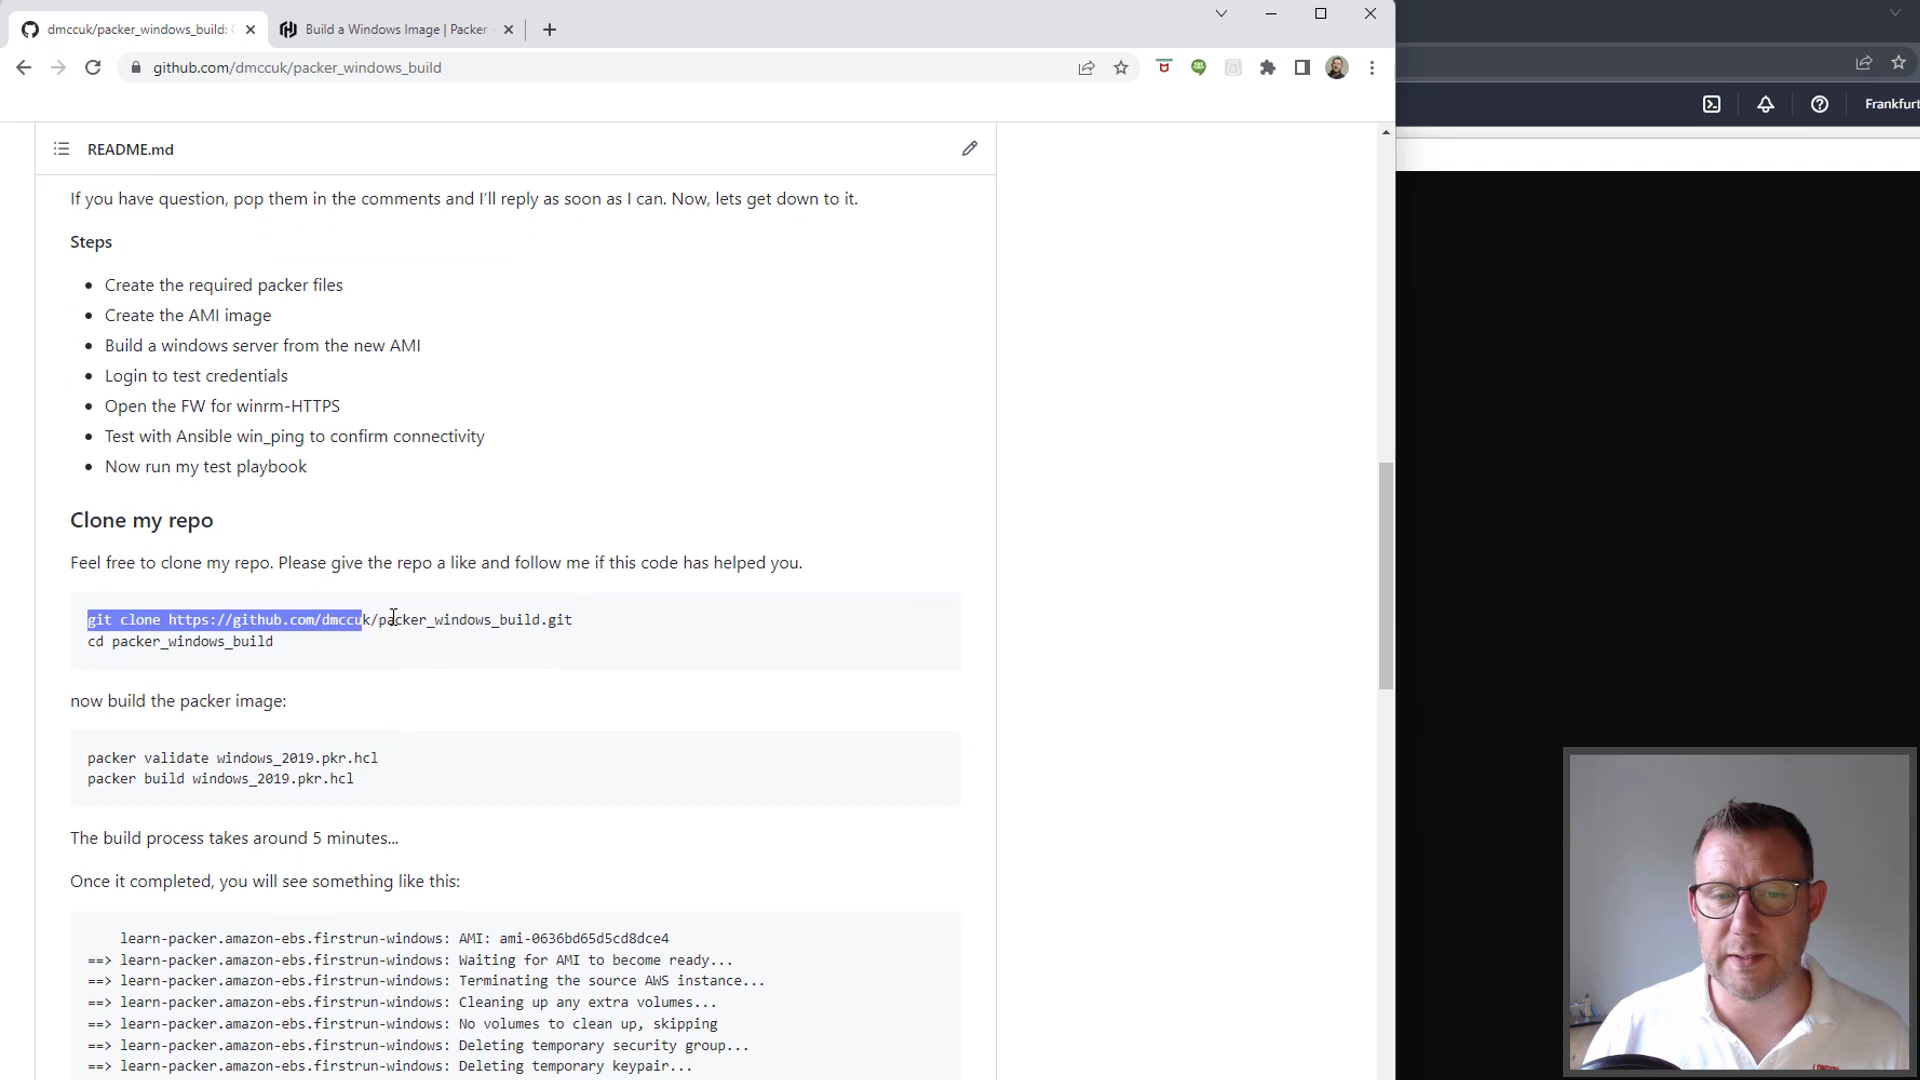 dmccuk/packer_windows_build:
Build a Windows Image | Packer
github.com/dmccuk/packer_windows_build
Frankfurt
README.md
If you have question, pop them in the comments and I'll reply as soon as I can. Now, lets get down to it.
Steps
Create the required packer files
Create the AMI image
Build a windows server from the new AMI
Login to test credentials
Open the FW for winrm-HTTPS
Test with Ansible win_ping to confirm connectivity
Now run my test playbook
Clone my repo
Feel free to clone my repo. Please give the repo a like and follow me if this code has helped you.
git clone https://github.com/dmccuk/packer_windows_build.git
cd packer_windows_build
now build the packer image:
packer validate windows_2019.pkr.hcl
packer build windows_2019.pkr.hcl
The build process takes around 5 minutes...
Once it completed, you will see something like this:
learn-packer.amazon-ebs.firstrun-windows: AMI: ami-0636bd65d5cd8dce4
==> learn-packer.amazon-ebs.firstrun-windows: Waiting for AMI to become ready...
==> learn-packer.amazon-ebs.firstrun-windows: Terminating the source AWS instance...
==> learn-packer.amazon-ebs.firstrun-windows: Cleaning up any extra volumes...
==> learn-packer.amazon-ebs.firstrun-windows: No volumes to clean up, skipping
==> learn-packer.amazon-ebs.firstrun-windows: Deleting temporary security group...
==> learn-packer.amazon-ebs.firstrun-windows: Deleting temporary keypair...